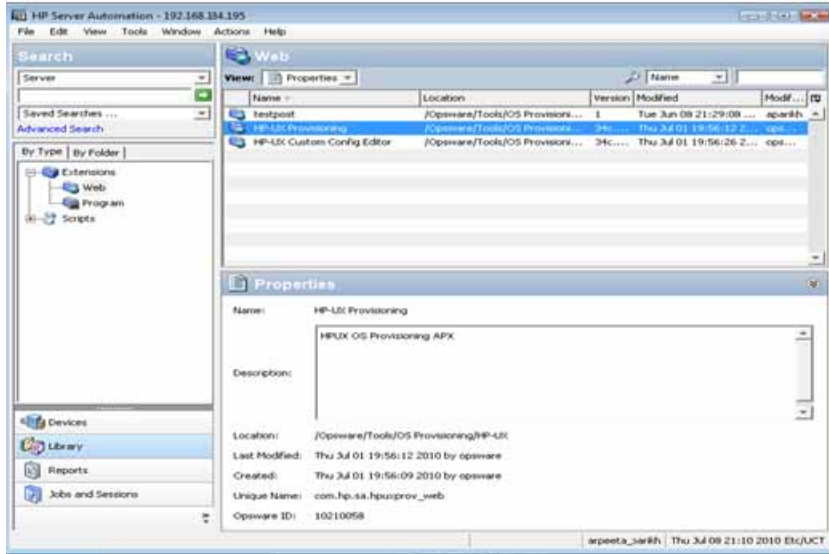 HP Server Automation - 192.168.184.195
File Edit View Tools Window Actions Help
Search
Server
Saved Searches ...
Advanced Search
By Type By Folder
Extensions
Web
Program
Scripts
Devices
Library
Reports
Jobs and Sessions
Web
View: Properties
Name
Name Location Version Modified Modif...
testpost /Opsware/Tools/OS Provisioni... 1 Tue Jun 08 21:29:08 ... aparikh
HP-UX Provisioning /Opsware/Tools/OS Provisioni... 34c.... Thu Jul 01 19:56:12 2... ops...
HP-UX Custom Config Editor /Opsware/Tools/OS Provisioni... 34c.... Thu Jul 01 19:56:26 2... ops...
Properties
Name: HP-UX Provisioning
Description: HPUX OS Provisioning APX
Location: /Opsware/Tools/OS Provisioning/HP-UX
Last Modified: Thu Jul 01 19:56:12 2010 by opsware
Created: Thu Jul 01 19:56:09 2010 by opsware
Unique Name: com.hp.sa.hpuxprov_web
Opsware ID: 10210058
Thu Jul 08 21:10 2010 Etc/UCT